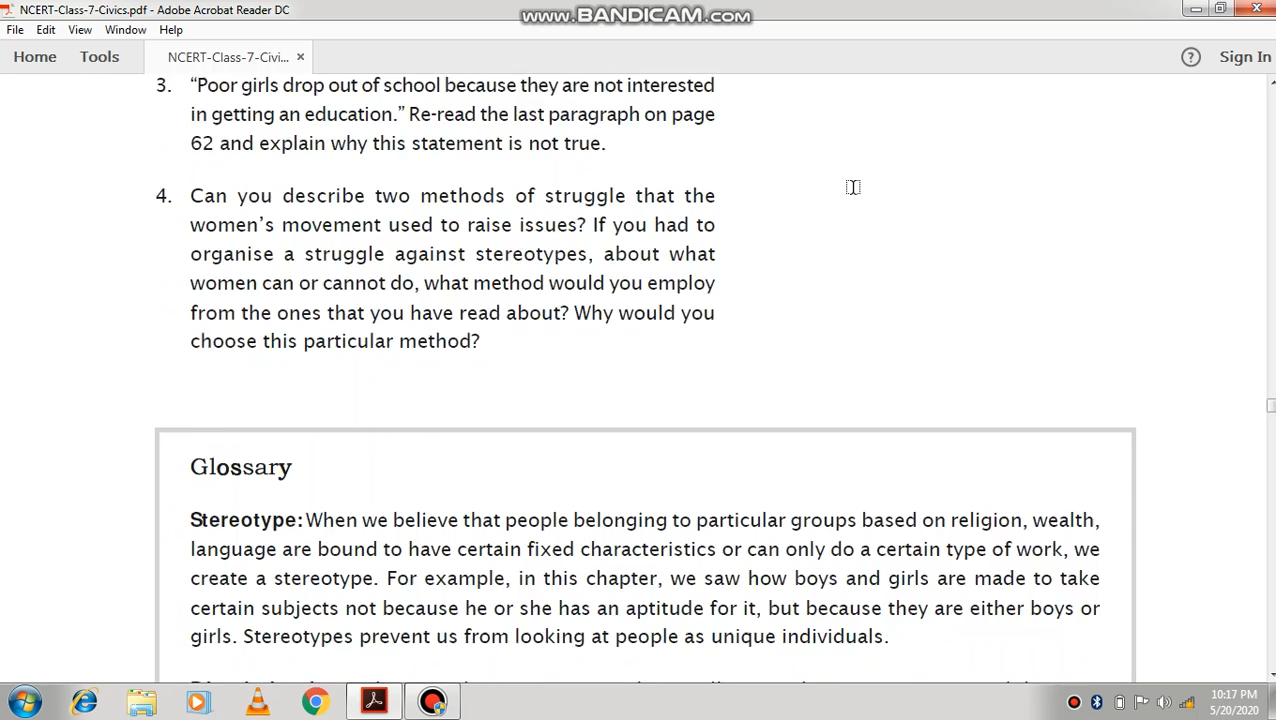 NCERT-Class-7-Civics.pdf - Adobe Acrobat Reader DC
www.BANDICAM.com
File Edit View Window Help
Home Tools NCERT-Class-7-Civi... × ? Sign In
3. “Poor girls drop out of school because they are not interested
in getting an education.” Re-read the last paragraph on page
62 and explain why this statement is not true.
4. Can you describe two methods of struggle that the
women’s movement used to raise issues? If you had to
organise a struggle against stereotypes, about what
women can or cannot do, what method would you employ
from the ones that you have read about? Why would you
choose this particular method?
Glossary
Stereotype: When we believe that people belonging to particular groups based on religion, wealth,
language are bound to have certain fixed characteristics or can only do a certain type of work, we
create a stereotype. For example, in this chapter, we saw how boys and girls are made to take
certain subjects not because he or she has an aptitude for it, but because they are either boys or
girls. Stereotypes prevent us from looking at people as unique individuals.
10:17 PM
5/20/2020